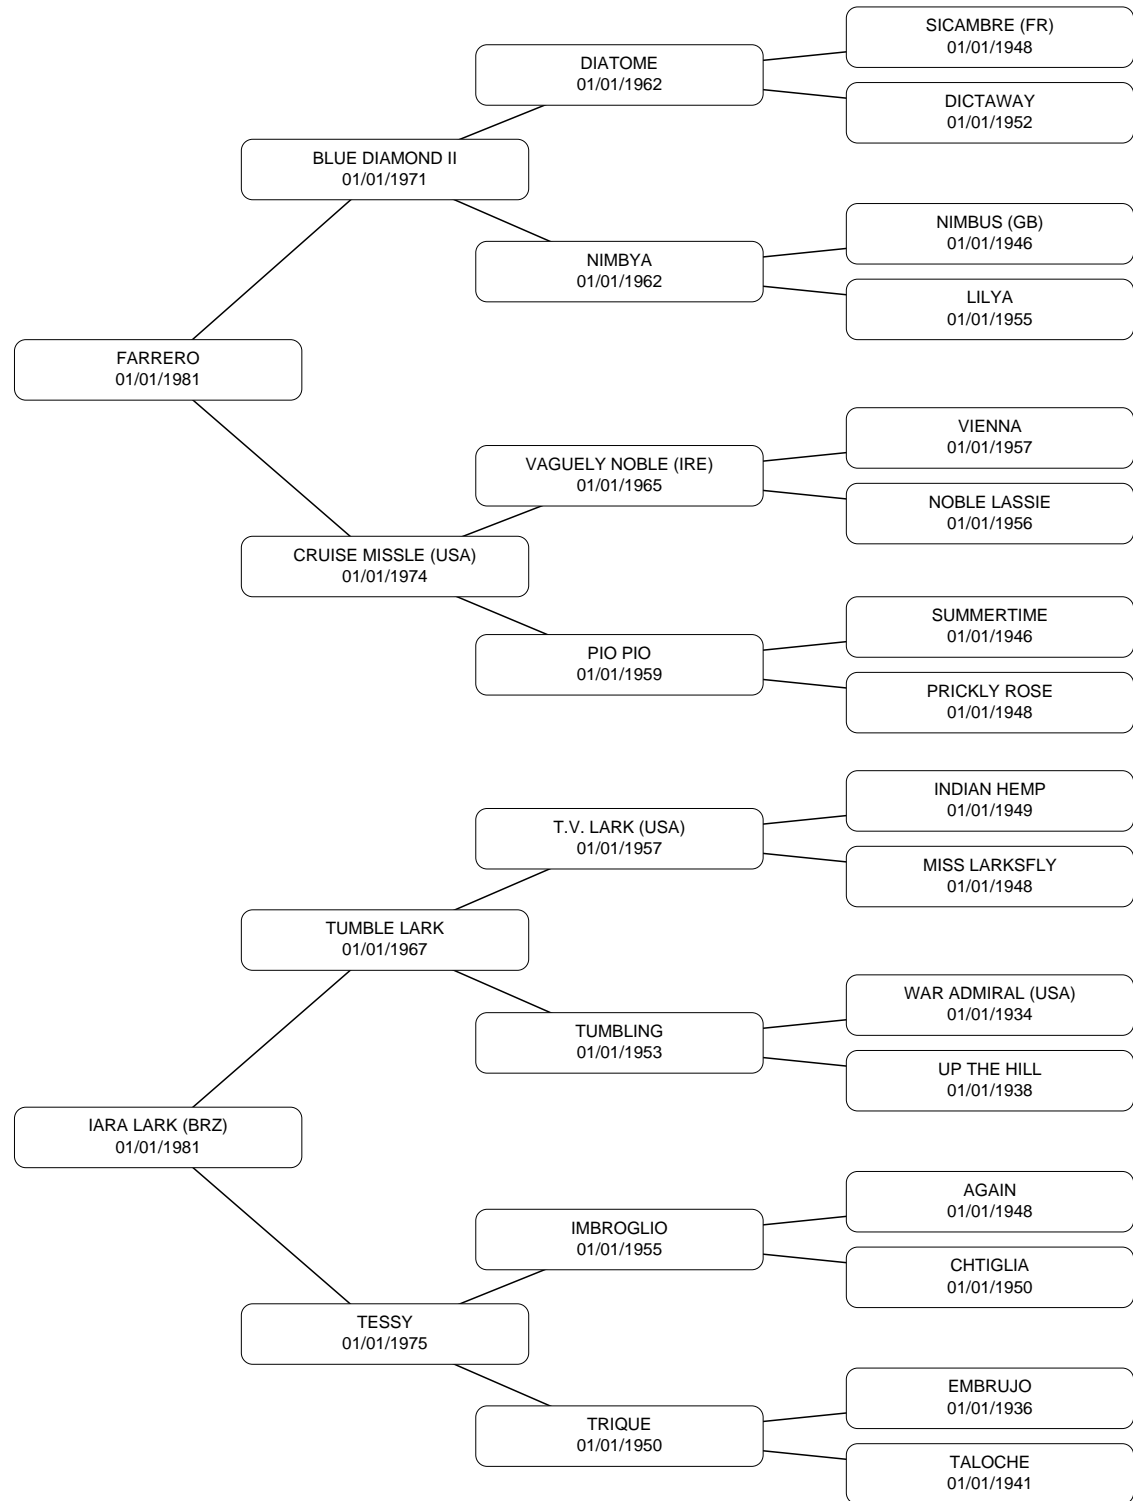 SICAMBRE (FR)
01/01/1948
DIATOME
01/01/1962
DICTAWAY
01/01/1952
BLUE DIAMOND II
01/01/1971
NIMBUS (GB)
01/01/1946
NIMBYA
01/01/1962
LILYA
01/01/1955
FARRERO
01/01/1981
VIENNA
01/01/1957
VAGUELY NOBLE (IRE)
01/01/1965
NOBLE LASSIE
01/01/1956
CRUISE MISSLE (USA)
01/01/1974
SUMMERTIME
01/01/1946
PIO PIO
01/01/1959
PRICKLY ROSE
01/01/1948
INDIAN HEMP
01/01/1949
T.V. LARK (USA)
01/01/1957
MISS LARKSFLY
01/01/1948
TUMBLE LARK
01/01/1967
WAR ADMIRAL (USA)
01/01/1934
TUMBLING
01/01/1953
UP THE HILL
01/01/1938
IARA LARK (BRZ)
01/01/1981
AGAIN
01/01/1948
IMBROGLIO
01/01/1955
CHTIGLIA
01/01/1950
TESSY
01/01/1975
EMBRUJO
01/01/1936
TRIQUE
01/01/1950
TALOCHE
01/01/1941